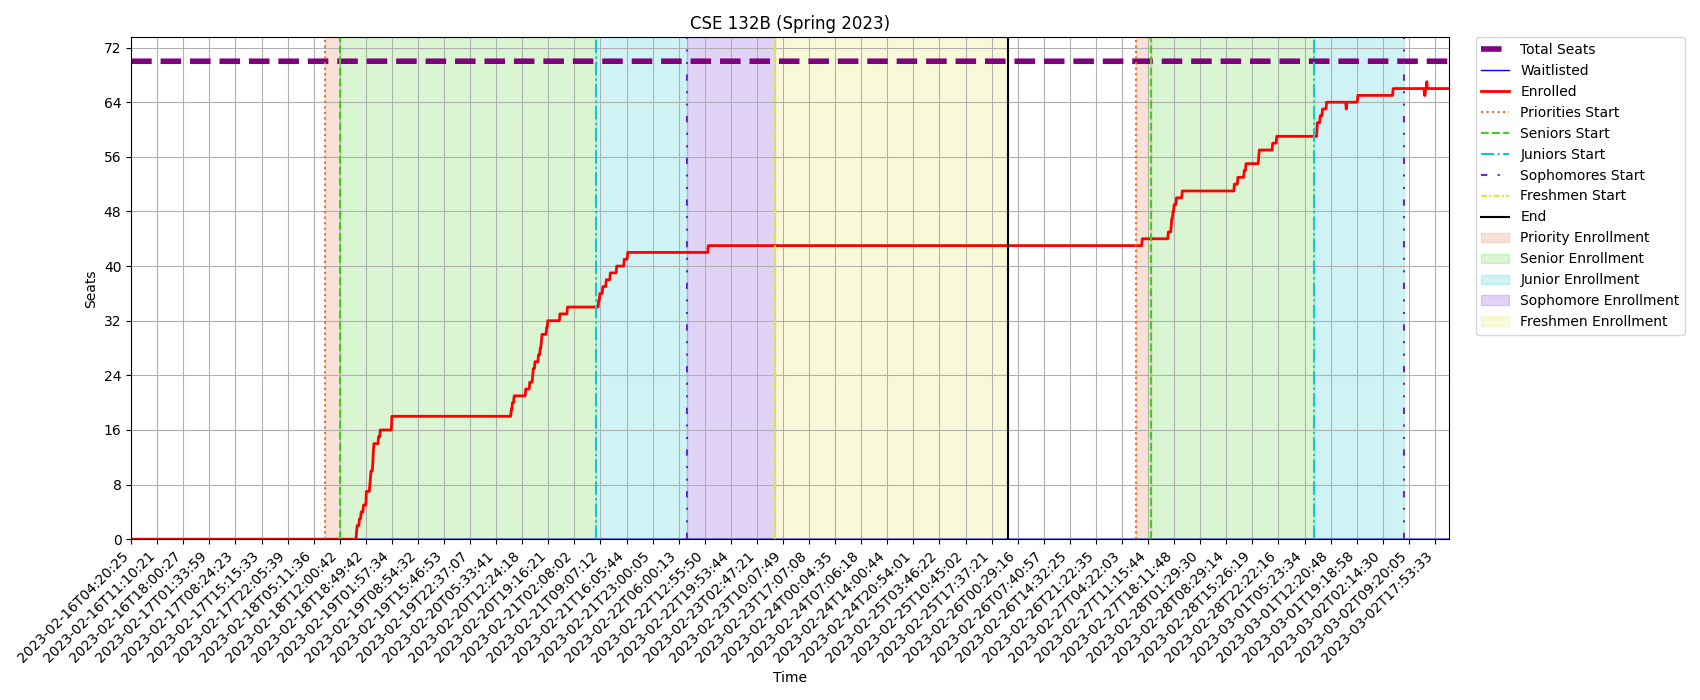 CSE 132B (Spring 2023)
Seats
72
64
56
48
40
32
24
16
8
0
2023-02-16T04:20:25
2023-02-16T11:10:21
2023-02-16T18:00:27
2023-02-17T01:33:59
2023-02-17T08:24:23
2023-02-17T15:15:33
2023-02-17T22:05:39
2023-02-18T05:11:36
2023-02-18T12:00:42
2023-02-18T18:49:42
2023-02-19T01:57:34
2023-02-19T08:54:32
2023-02-19T15:46:53
2023-02-19T22:37:07
2023-02-20T05:33:41
2023-02-20T12:24:18
2023-02-20T19:16:21
2023-02-21T02:08:02
2023-02-21T09:07:12
2023-02-21T16:05:44
2023-02-21T23:00:05
2023-02-22T06:00:13
2023-02-22T12:55:50
2023-02-22T19:53:44
2023-02-23T02:47:21
2023-02-23T10:07:49
2023-02-23T17:07:08
2023-02-24T00:04:35
2023-02-24T07:06:18
2023-02-24T14:00:44
2023-02-24T20:54:01
2023-02-25T03:46:22
2023-02-25T10:45:02
2023-02-25T17:37:21
2023-02-26T00:29:16
2023-02-26T07:40:57
2023-02-26T14:32:25
2023-02-26T21:22:35
2023-02-27T04:22:03
2023-02-27T11:15:44
2023-02-27T18:11:48
2023-02-28T01:29:30
2023-02-28T08:29:14
2023-02-28T15:26:19
2023-02-28T22:22:16
2023-03-01T05:23:34
2023-03-01T12:20:48
2023-03-01T19:18:58
2023-03-02T02:14:30
2023-03-02T09:20:05
2023-03-02T17:53:33
Time
Total Seats
Waitlisted
Enrolled
Priorities Start
Seniors Start
Juniors Start
Sophomores Start
Freshmen Start
End
Priority Enrollment
Senior Enrollment
Junior Enrollment
Sophomore Enrollment
Freshmen Enrollment